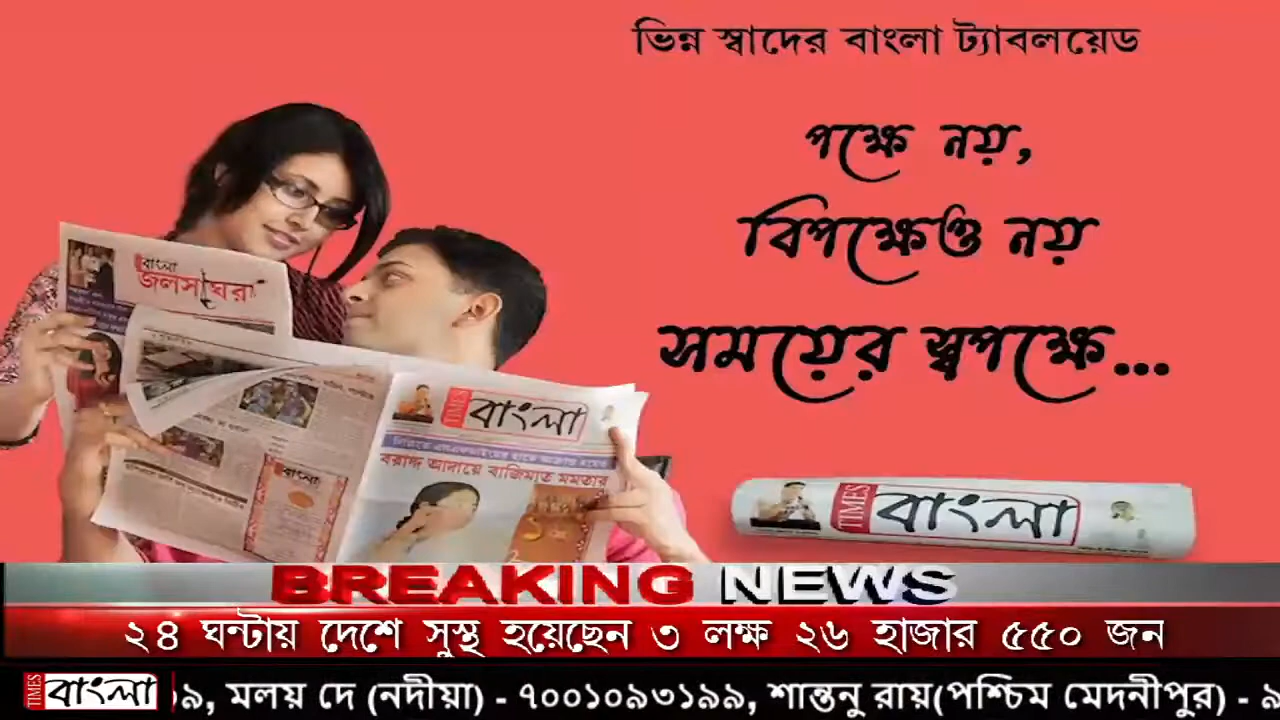 ভিন্ন স্বাদের বাংলা ট্যাবলয়েড
পক্ষে নয়,
বিপক্ষেও নয়
সময়ের স্বপক্ষে...
বাংলা
জলসাঘর
TIMES বাংলা
বরাদ্দ আদায়ে বাজিমাত মমতার
বাংলা
TIMES বাংলা
BREAKING NEWS
২৪ ঘন্টায় দেশে সুস্থ হয়েছেন ৩ লক্ষ ২৬ হাজার ৫৫০ জন
TIMES বাংলা ০৯, মলয় দে (নদীয়া) - ৭০০১০৯৩১৯৯, শান্তনু রায়(পশ্চিম মেদনীপুর) - ৯